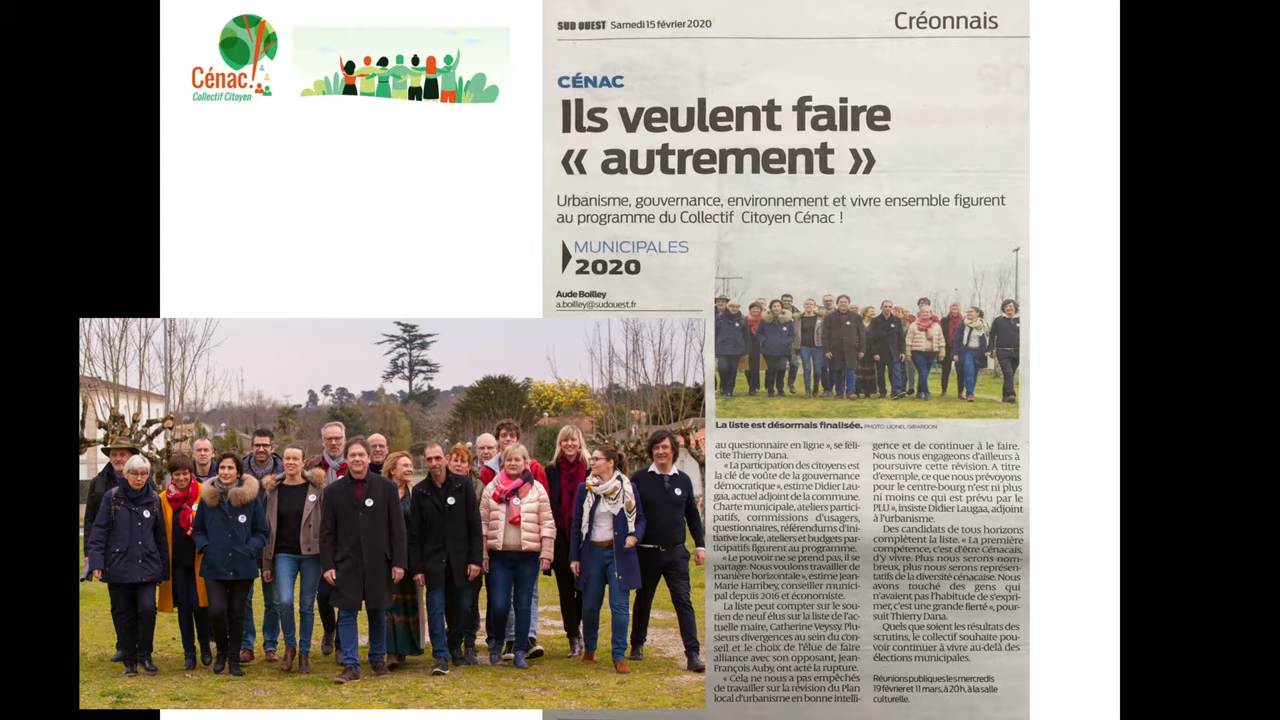 Cénac!
Collectif Citoyen
SUD OUEST Samedi 15 février 2020
Créonnais
CÉNAC
Ils veulent faire
« autrement »
Urbanisme, gouvernance, environnement et vivre ensemble figurent
au programme du Collectif Citoyen Cénac !
MUNICIPALES
2020
Aude Boilley
a.boilley@sudouest.fr
La liste est désormais finalisée. PHOTO LIONEL GIRARDON
au questionnaire en ligne », se féli-
cite Thierry Dana.
« La participation des citoyens est
la clé de voûte de la gouvernance
démocratique », estime Didier Lau-
gaa, actuel adjoint de la commune.
Charte municipale, ateliers partici-
patifs, commissions d'usagers,
questionnaires, référendums d'ini-
tiative locale, ateliers et budgets par-
ticipatifs figurent au programme.
« Le pouvoir ne se prend pas, il se
partage. Nous voulons travailler de
manière horizontale », estime Jean-
Marie Harribey, conseiller munici-
pal depuis 2016 et économiste.
La liste peut compter sur le sou-
tien de neuf élus sur la liste de l'ac-
tuelle maire, Catherine Veyssy. Plu-
sieurs divergences au sein du con-
seil et le choix de l'élue de faire
alliance avec son opposant, Jean-
François Auby, ont acté la rupture.
« Cela ne nous a pas empêchés
de travailler sur la révision du Plan
local d'urbanisme en bonne intelli-
gence et de continuer à le faire.
Nous nous engageons d'ailleurs à
poursuivre cette révision. A titre
d'exemple, ce que nous prévoyons
pour le centre-bourg n'est ni plus
ni moins ce qui est prévu par le
PLU », insiste Didier Laugaa, adjoint
à l'urbanisme.
Des candidats de tous horizons
complètent la liste. « La première
compétence, c'est d'être Cénacais,
d'y vivre. Plus nous serons nom-
breux, plus nous serons représen-
tatifs de la diversité cénacaise. Nous
avons touché des gens qui
n'avaient pas l'habitude de s'expri-
mer, c'est une grande fierté », pour-
suit Thierry Dana.
Quels que soient les résultats des
scrutins, le collectif souhaite pou-
voir continuer à vivre au-delà des
élections municipales.
Réunions publiques les mercredis
19 février et 11 mars, à 20 h, à la salle
culturelle.